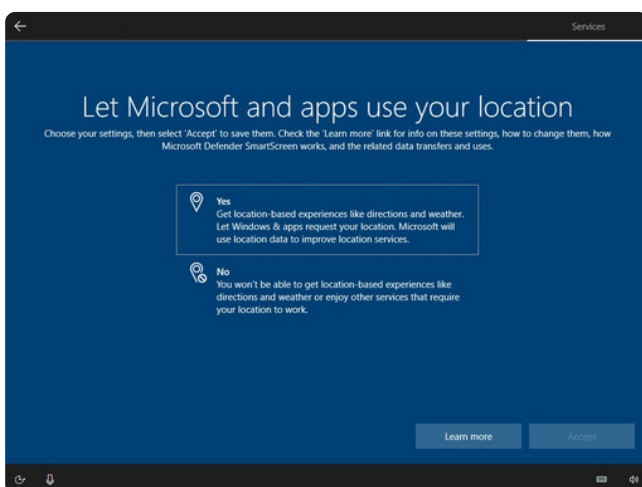 Services
Let Microsoft and apps use your location
Choose your settings, then select 'Accept' to save them. Check the 'Learn more' link for info on these settings, how to change them, how
Microsoft Defender SmartScreen works, and the related data transfers and uses.
Yes
Get location-based experiences like directions and weather.
Let Windows & apps request your location. Microsoft will
use location data to improve location services.
No
You won't be able to get location-based experiences like
directions and weather or enjoy other services that require
your location to work.
Learn more
Accept